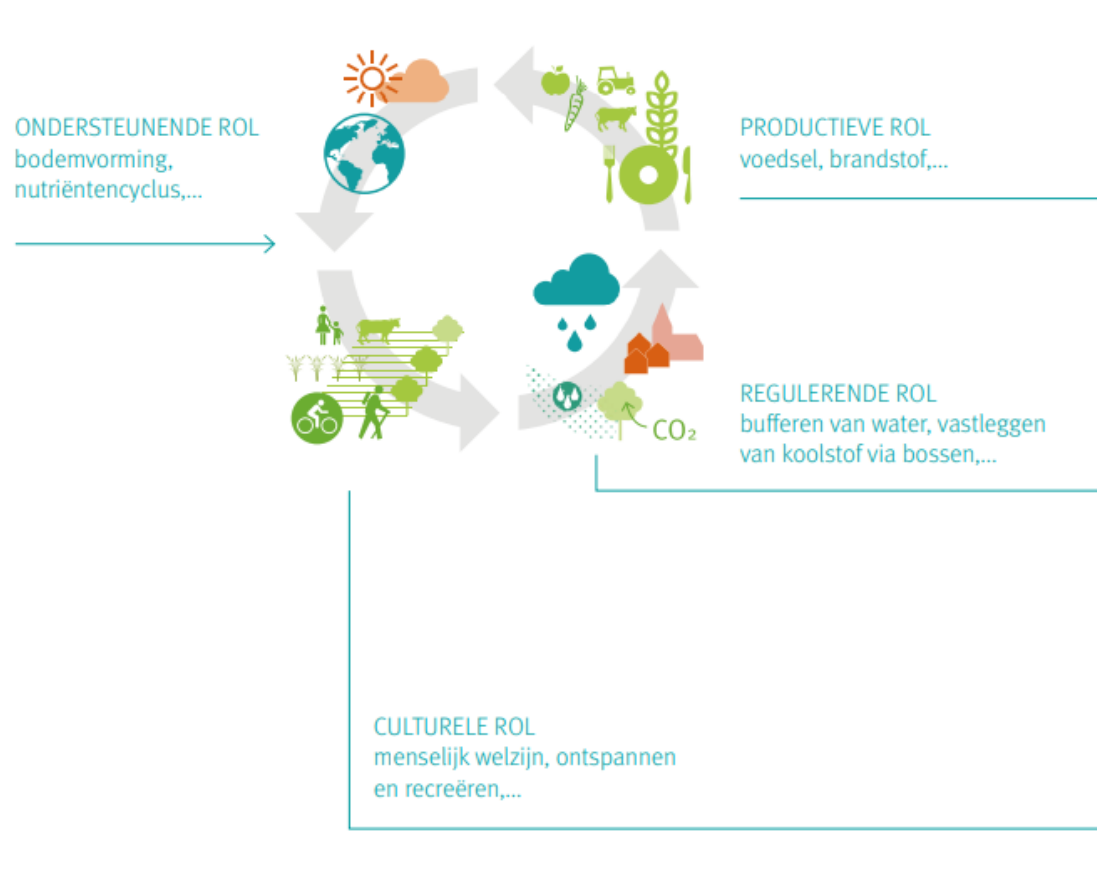 ONDERSTEUNENDE ROL
bodemvorming,
nutriëntencyclus,...
PRODUCTIEVE ROL
voedsel, brandstof,...
CO₂
REGULERENDE ROL
bufferen van water, vastleggen
van koolstof via bossen,...
CULTURELE ROL
menselijk welzijn, ontspannen
en recreëren,...